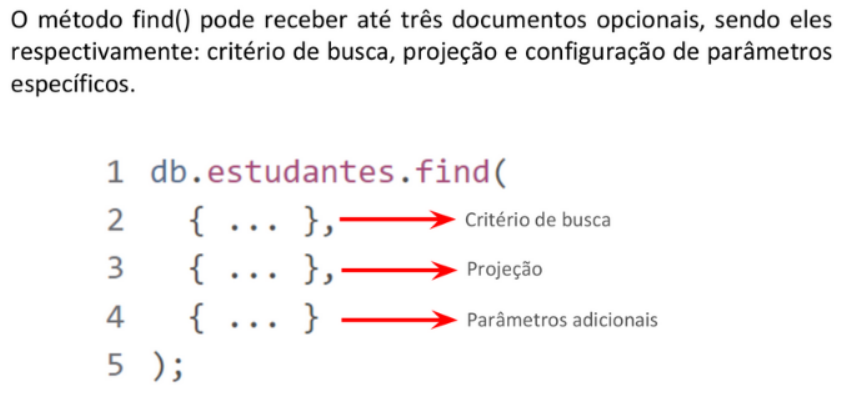 O método find() pode receber até três documentos opcionais, sendo eles
respectivamente: critério de busca, projeção e configuração de parâmetros
específicos.
1 db.estudantes.find(
2 { ... }, Critério de busca
3 { ... }, Projeção
4 { ... } Parâmetros adicionais
5 );